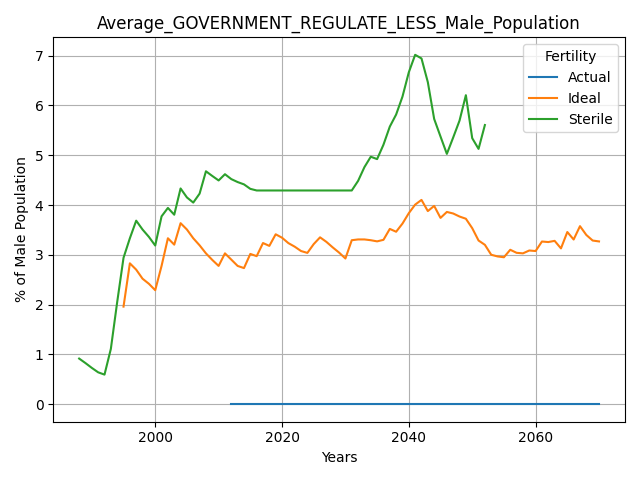 Average_GOVERNMENT_REGULATE_LESS_Male_Population
Fertility
Actual
Ideal
Sterile
% of Male Population
7
6
5
4
3
2
1
0
2000 2020 2040 2060
Years